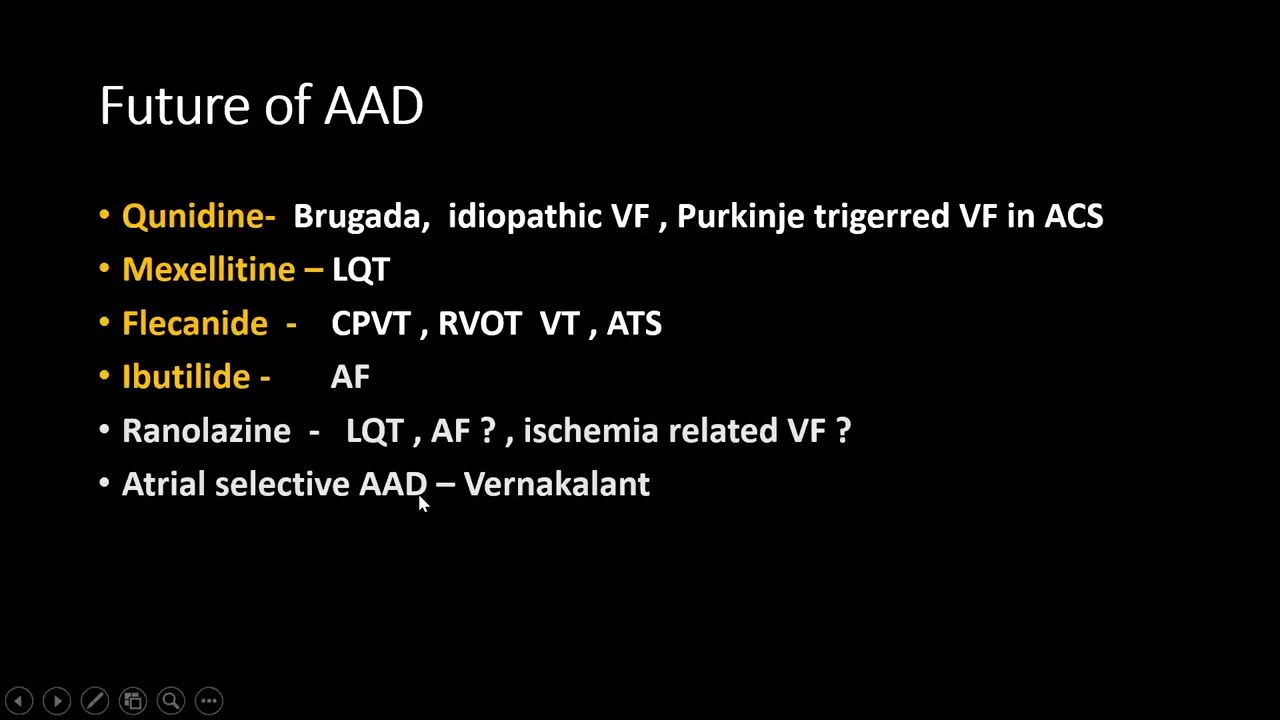 Future of AAD
• Qunidine- Brugada, idiopathic VF , Purkinje trigerred VF in ACS
• Mexellitine – LQT
• Flecanide - CPVT , RVOT VT , ATS
• Ibutilide - AF
• Ranolazine - LQT , AF ? , ischemia related VF ?
• Atrial selective AAD – Vernakalant